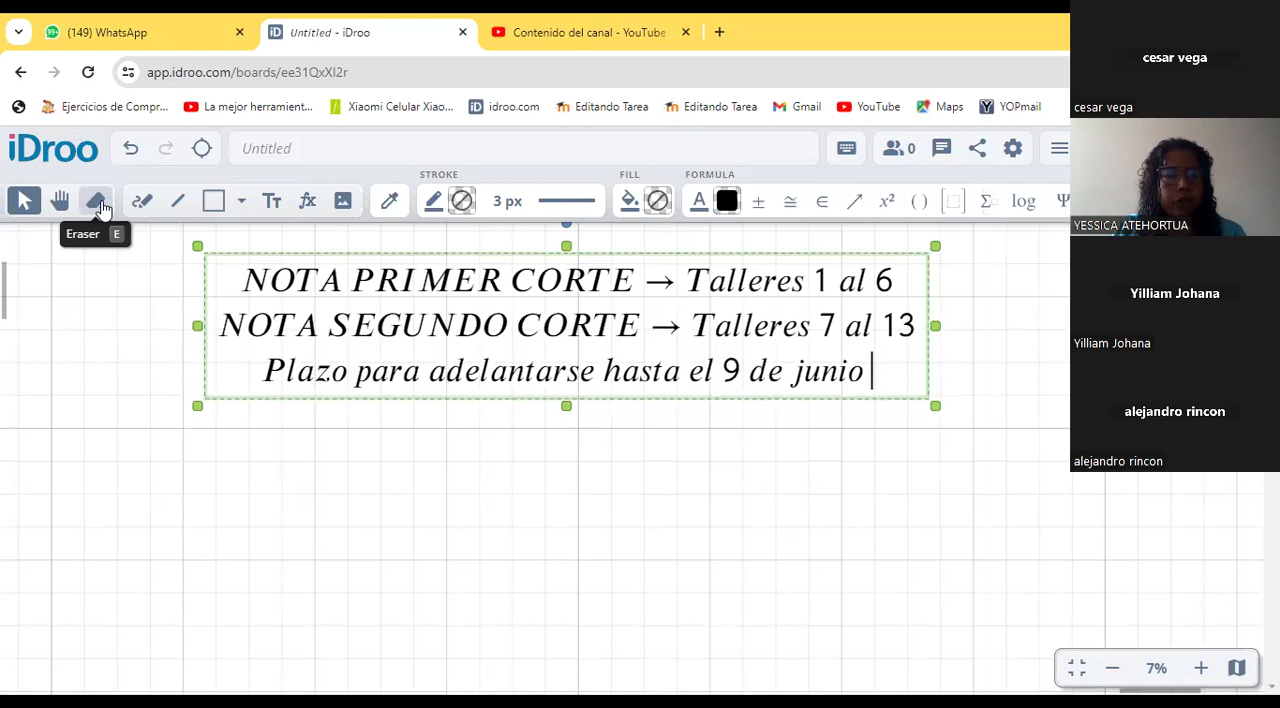 (149) WhatsApp
Untitled - iDroo
Contenido del canal - YouTube
app.idroo.com/boards/ee31QxXl2r
Ejercicios de Compr...
La mejor herramient...
Xiaomi Celular Xiao...
idroo.com
Editando Tarea
Editando Tarea
Gmail
YouTube
Maps
YOPmail
iDroo
Untitled
0
STROKE
FILL
FORMULA
Tт
fx
3 px
A
±
≅
∈
x²
()
Σ
log
Ψ
Eraser E
NOTA PRIMER CORTE → Talleres 1 al 6
NOTA SEGUNDO CORTE → Talleres 7 al 13
Plazo para adelantarse hasta el 9 de junio
7%
cesar vega
cesar vega
YESSICA ATEHORTUA
Yilliam Johana
Yilliam Johana
alejandro rincon
alejandro rincon